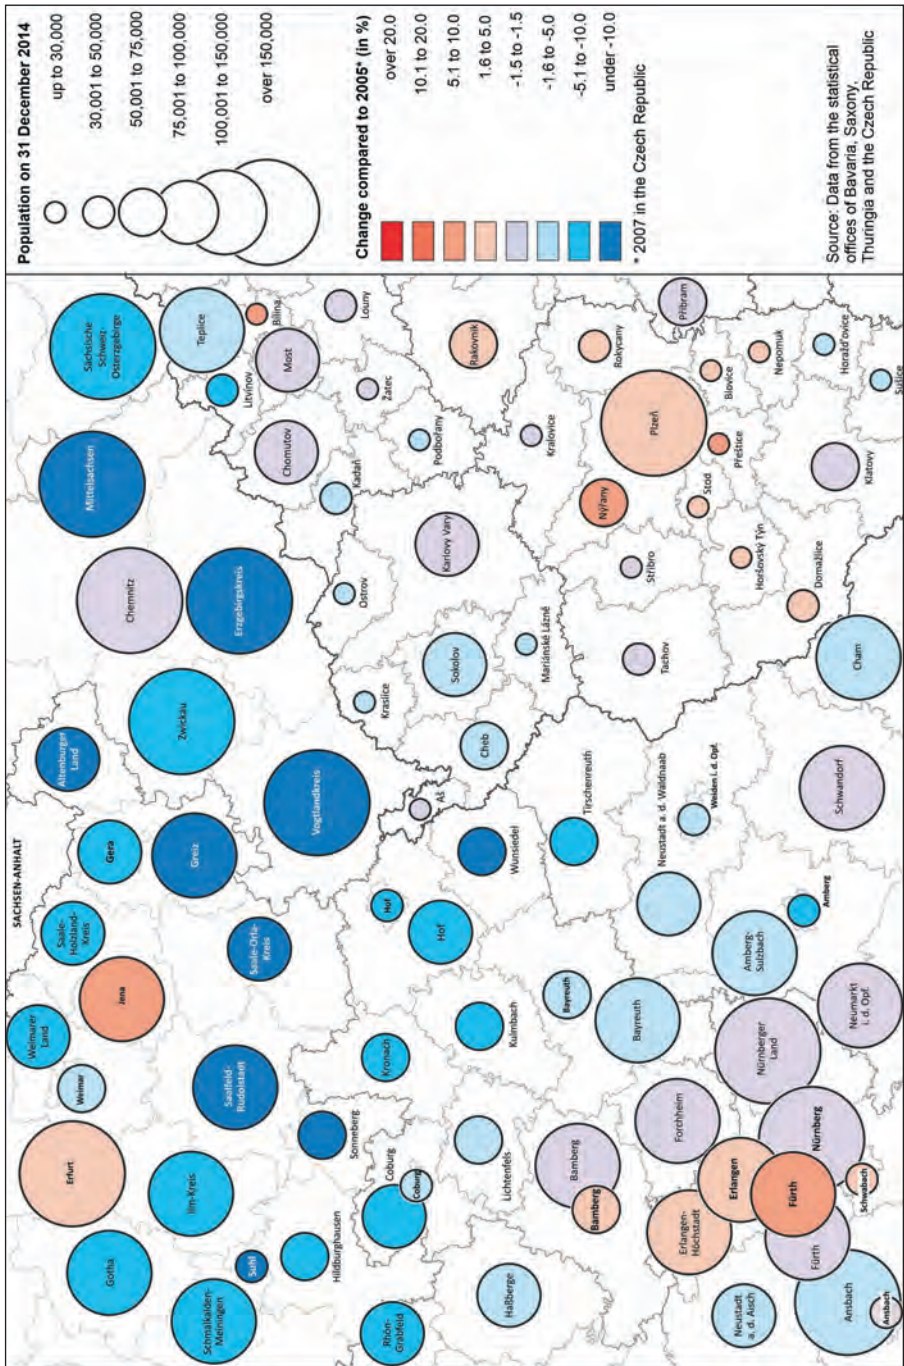 Population on 31 December 2014
up to 30,000
30,001 to 50,000
50,001 to 75,000
75,001 to 100,000
100,001 to 150,000
over 150,000
Change compared to 2005* (in %)
over 20.0
10.1 to 20.0
5.1 to 10.0
1.6 to 5.0
-1.5 to -1.5
-1.6 to -5.0
-5.1 to -10.0
under -10.0
* 2007 in the Czech Republic
Source: Data from the statistical
offices of Bavaria, Saxony,
Thuringia and the Czech Republic
SACHSEN-ANHALT
Gotha
Erfurt
Weimar
Weimarer
Land
Jena
Saale-
Holzland-
Kreis
Gera
Altenburger
Land
Chemnitz
Mittelsachsen
Sächsische
Schweiz-
Osterzgebirge
Schmalkalden-
Meiningen
Suhl
Ilm-Kreis
Saalfeld-
Rudolstadt
Saale-Orla-
Kreis
Greiz
Zwickau
Erzgebirgskreis
Vogtlandkreis
Hildburghausen
Sonneberg
Teplice
Bílina
Litvínov
Most
Louny
Chomutov
Žatec
Kadaň
Podbořany
Rhön-
Grabfeld
Coburg
Coburg
Kronach
Hof
Hof
Aš
Kraslice
Ostrov
Sokolov
Karlovy Vary
Cheb
Mariánské Lázně
Rakovník
Kralovice
Haßberge
Lichtenfels
Kulmbach
Wunsiedel
Bamberg
Bamberg
Bayreuth
Bayreuth
Tirschenreuth
Tachov
Stříbro
Nýřany
Plzeň
Rokycany
Příbram
Blovice
Nepomuk
Přeštice
Stod
Horšovský Týn
Domažlice
Klatovy
Horažďovice
Sušice
Erlangen-
Höchstadt
Forchheim
Erlangen
Nürnberger
Land
Neustadt a. d. Waldnaab
Weiden i. d. Opf.
Amberg-
Sulzbach
Amberg
Schwandorf
Cham
Neustadt
a. d. Aisch
Fürth
Fürth
Nürnberg
Schwabach
Neumarkt
i. d. Opf.
Ansbach
Ansbach